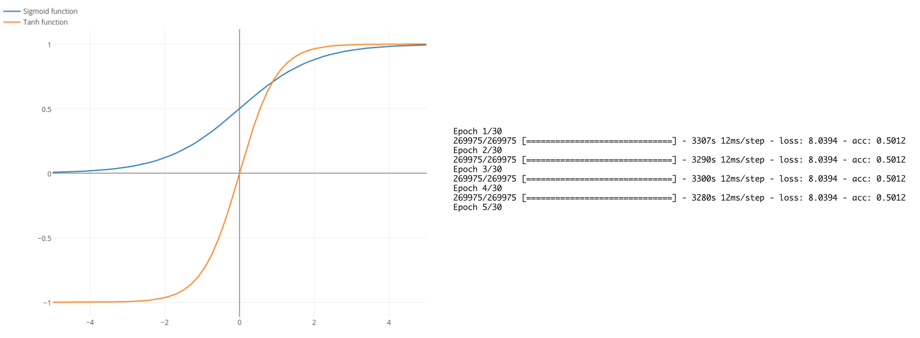 Sigmoid function
Tanh function
1
0.5
0
−0.5
−1
−4
−2
0
2
4
Epoch 1/30
269975/269975 [==============================] - 3307s 12ms/step - loss: 8.0394 - acc: 0.5012
Epoch 2/30
269975/269975 [==============================] - 3290s 12ms/step - loss: 8.0394 - acc: 0.5012
Epoch 3/30
269975/269975 [==============================] - 3300s 12ms/step - loss: 8.0394 - acc: 0.5012
Epoch 4/30
269975/269975 [==============================] - 3280s 12ms/step - loss: 8.0394 - acc: 0.5012
Epoch 5/30